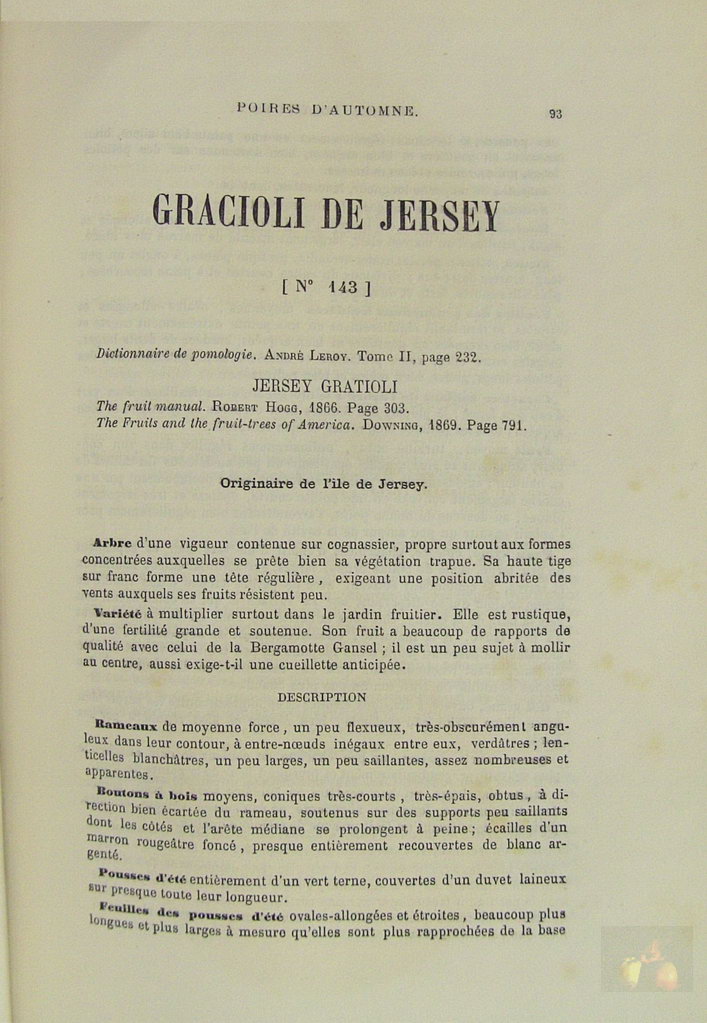 POIRES D'AUTOMNE. 93
GRACIOLI DE JERSEY
[ N° 143 ]
Dictionnaire de pomologie. ANDRÉ LEROY. Tome II, page 232.
JERSEY GRATIOLI
The fruit manual. ROBERT HOGG, 1866. Page 303.
The Fruits and the fruit-trees of America. DOWNING, 1869. Page 791.
Originaire de l'île de Jersey.
Arbre d'une vigueur contenue sur cognassier, propre surtout aux formes
concentrées auxquelles se prête bien sa végétation trapue. Sa haute tige
sur franc forme une tête régulière, exigeant une position abritée des
vents auxquels ses fruits résistent peu.
Variété à multiplier surtout dans le jardin fruitier. Elle est rustique,
d'une fertilité grande et soutenue. Son fruit a beaucoup de rapports de
qualité avec celui de la Bergamotte Gansel ; il est un peu sujet à mollir
au centre, aussi exige-t-il une cueillette anticipée.
DESCRIPTION
Rameaux de moyenne force, un peu flexueux, très-obscurément angu-
leux dans leur contour, à entre-nœuds inégaux entre eux, verdâtres ; len-
ticelles blanchâtres, un peu larges, un peu saillantes, assez nombreuses et
apparentes.
Boutons à bois moyens, coniques très-courts, très-épais, obtus, à di-
rection bien écartée du rameau, soutenus sur des supports peu saillants
dont les côtés et l'arête médiane se prolongent à peine ; écailles d'un
marron rougeâtre foncé, presque entièrement recouvertes de blanc ar-
genté.
Pousses d'été entièrement d'un vert terne, couvertes d'un duvet laineux
sur presque toute leur longueur.
Feuilles des pousses d'été ovales-allongées et étroites, beaucoup plus
longues et plus larges à mesure qu'elles sont plus rapprochées de la base